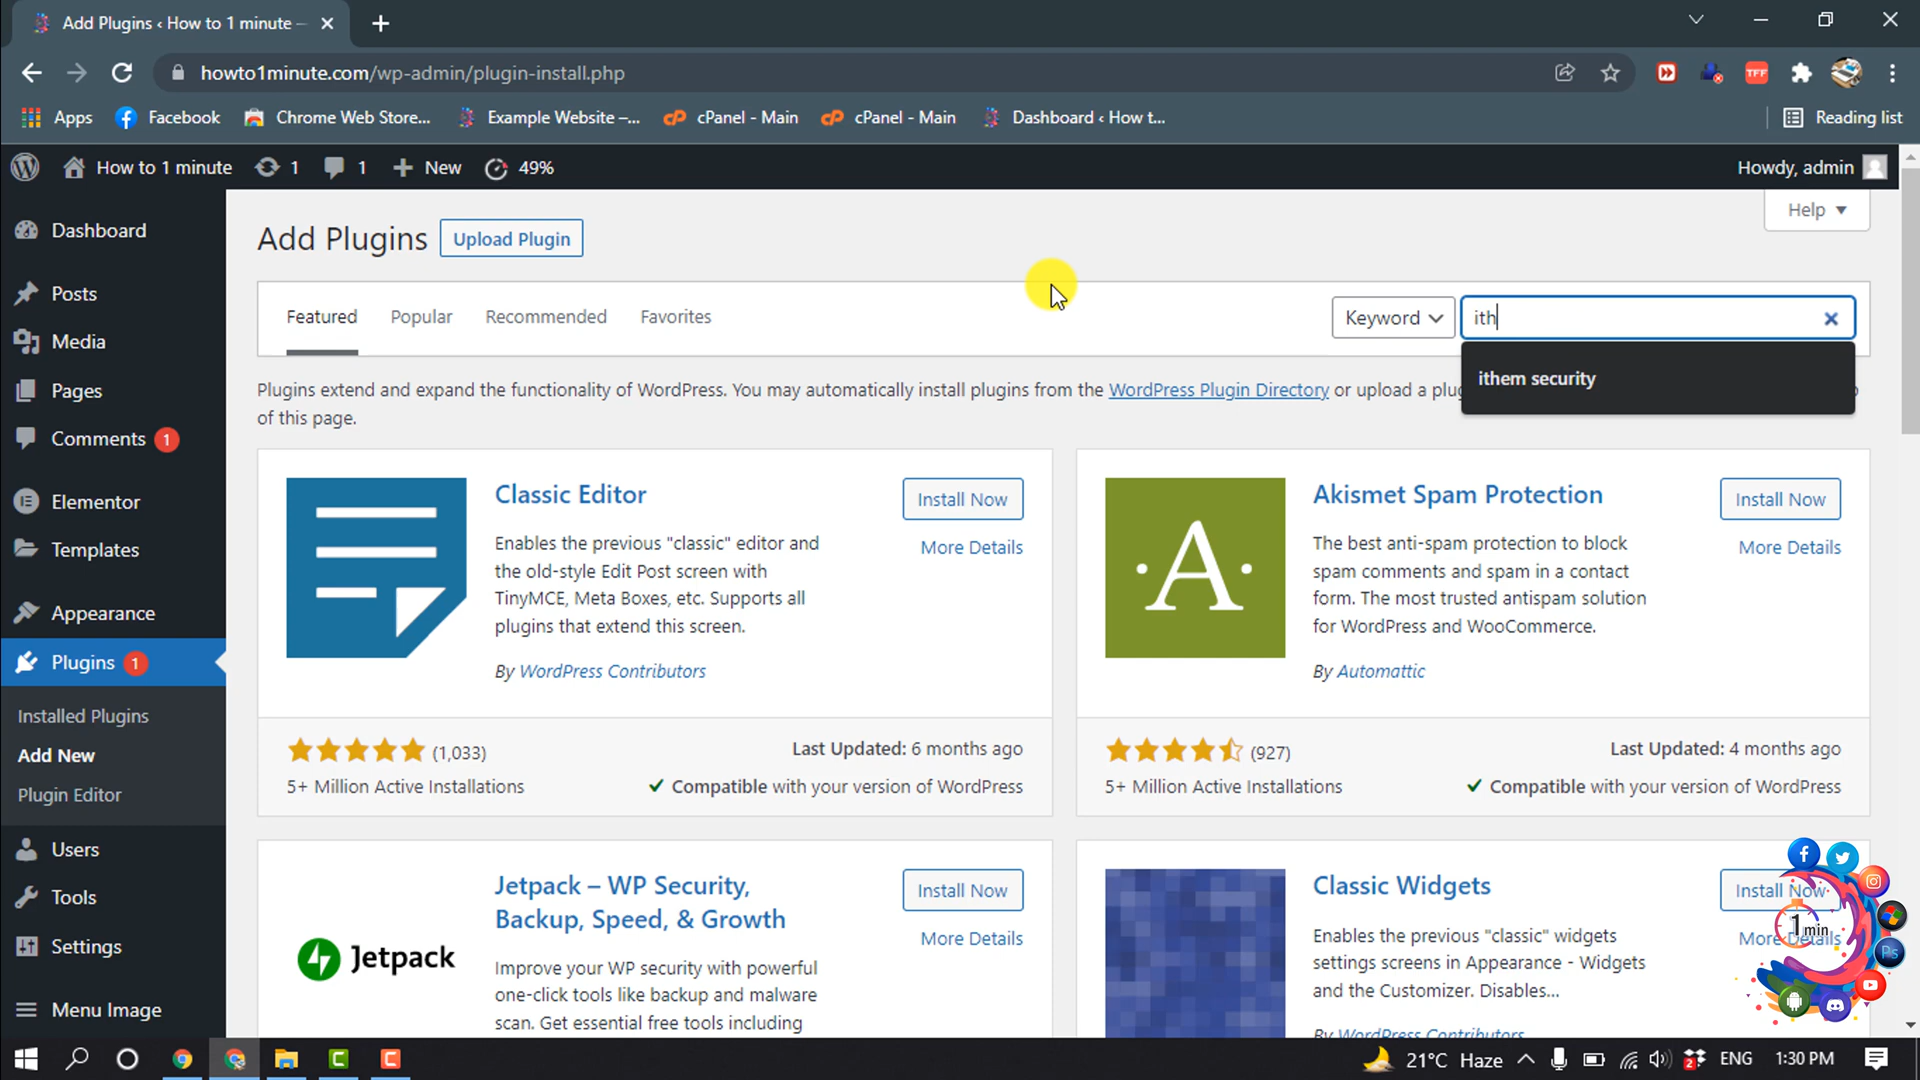 Add Plugins ‹ How to 1 minute —
howto1minute.com/wp-admin/plugin-install.php
TFF
Apps
Facebook
Chrome Web Store...
Example Website –...
cPanel - Main
cPanel - Main
Dashboard ‹ How t...
Reading list
How to 1 minute
1
1
New
49%
Howdy, admin
Dashboard
Posts
Media
Pages
Comments 1
Elementor
Templates
Appearance
Plugins 1
Installed Plugins
Add New
Plugin Editor
Users
Tools
Settings
Menu Image
Help
Add Plugins
Upload Plugin
Featured
Popular
Recommended
Favorites
Keyword
ith
ithem security
Plugins extend and expand the functionality of WordPress. You may automatically install plugins from the WordPress Plugin Directory or upload a plug
of this page.
Classic Editor
Install Now
More Details
Enables the previous "classic" editor and
the old-style Edit Post screen with
TinyMCE, Meta Boxes, etc. Supports all
plugins that extend this screen.
By WordPress Contributors
(1,033)
Last Updated: 6 months ago
5+ Million Active Installations
Compatible with your version of WordPress
A
Akismet Spam Protection
Install Now
More Details
The best anti-spam protection to block
spam comments and spam in a contact
form. The most trusted antispam solution
for WordPress and WooCommerce.
By Automattic
(927)
Last Updated: 4 months ago
5+ Million Active Installations
Compatible with your version of WordPress
Jetpack
Jetpack – WP Security,
Backup, Speed, & Growth
Install Now
More Details
Improve your WP security with powerful
one-click tools like backup and malware
scan. Get essential free tools including
Classic Widgets
Install Now
More Details
Enables the previous "classic" widgets
settings screens in Appearance - Widgets
and the Customizer. Disables...
By WordPress Contributors
1 min
Ps
21°C Haze
2
ENG
1:30 PM